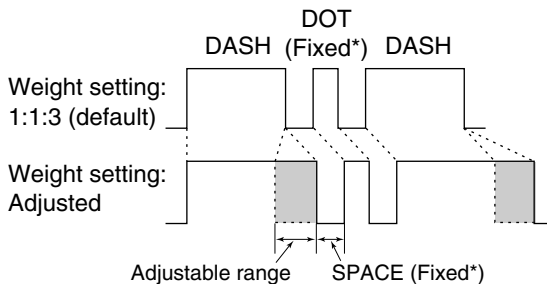 DOT
DASH (Fixed*) DASH
Weight setting:
1:1:3 (default)
Weight setting:
Adjusted
Adjustable range SPACE (Fixed*)